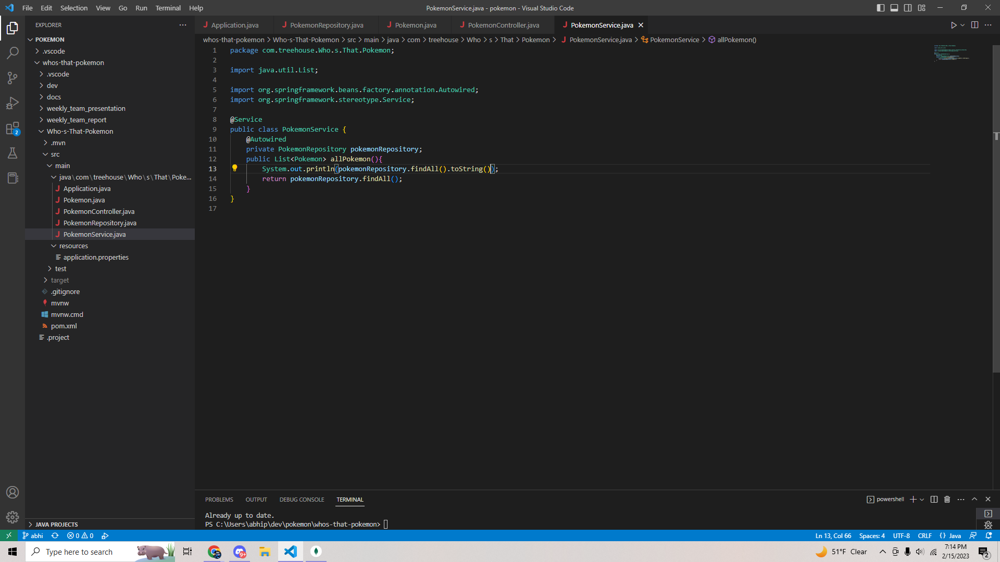 File Edit Selection View Go Run Terminal Help
PokemonService.java - pokemon - Visual Studio Code
EXPLORER
POKEMON
.vscode
whos-that-pokemon
.vscode
dev
docs
weekly_team_presentation
weekly_team_report
Who-s-That-Pokemon
.mvn
src
main
java\com\treehouse\Who\s\That\Poke...
Application.java
Pokemon.java
PokemonController.java
PokemonRepository.java
PokemonService.java
resources
application.properties
test
target
.gitignore
mvnw
mvnw.cmd
pom.xml
.project
JAVA PROJECTS
Application.java PokemonRepository.java Pokemon.java PokemonController.java PokemonService.java
whos-that-pokemon > Who-s-That-Pokemon > src > main > java > com > treehouse > Who > s > That > Pokemon > PokemonService.java > PokemonService > allPokemon()
1 package com.treehouse.Who.s.That.Pokemon;
2
3 import java.util.List;
4
5 import org.springframework.beans.factory.annotation.Autowired;
6 import org.springframework.stereotype.Service;
7
8 @Service
9 public class PokemonService {
10 @Autowired
11 private PokemonRepository pokemonRepository;
12 public List<Pokemon> allPokemon(){
13 System.out.println(pokemonRepository.findAll().toString());
14 return pokemonRepository.findAll();
15 }
16 }
17
PROBLEMS OUTPUT DEBUG CONSOLE TERMINAL
powershell
Already up to date.
PS C:\Users\abhip\dev\pokemon\whos-that-pokemon>
2
abhi 0 0
Ln 13, Col 66 Spaces: 4 UTF-8 CRLF {} Java
Type here to search
9+
51°F Clear
7:14 PM
2/15/2023
2